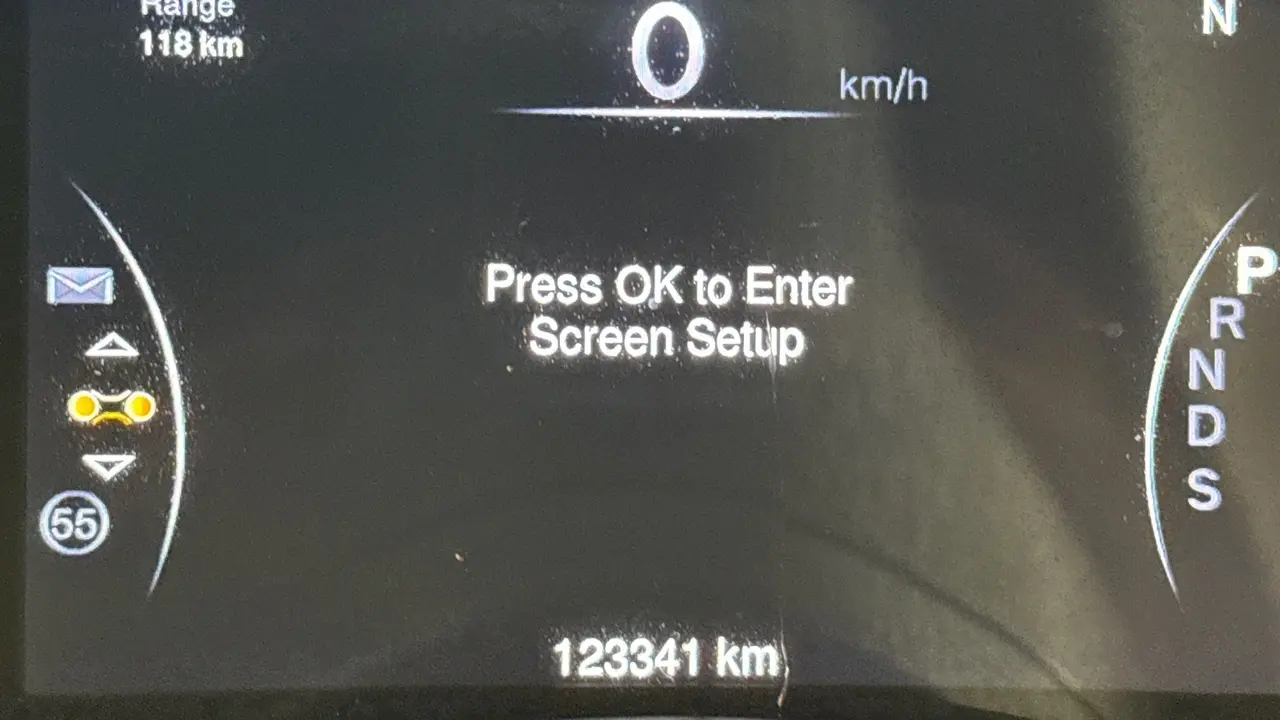 Range
118 km
0
km/h
N
Press OK to Enter
Screen Setup
P
R
N
D
S
55
123341 km